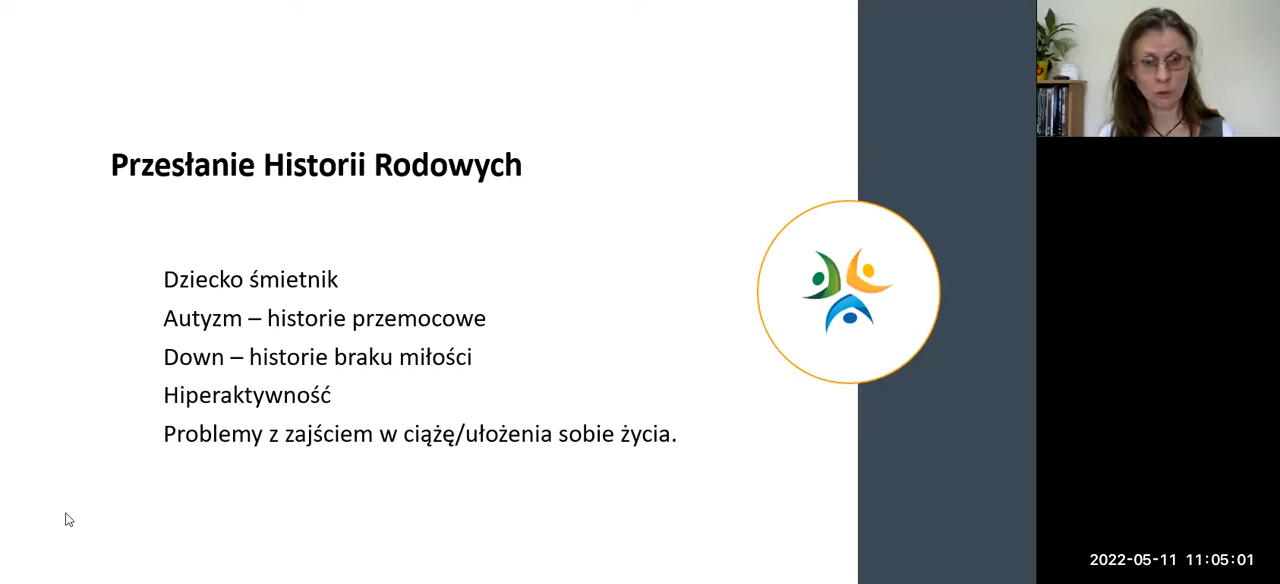 Przesłanie Historii Rodowych
Dziecko śmietnik
Autyzm – historie przemocowe
Down – historie braku miłości
Hiperaktywność
Problemy z zajściem w ciążę/ułożenia sobie życia.
2022-05-11 11:05:01